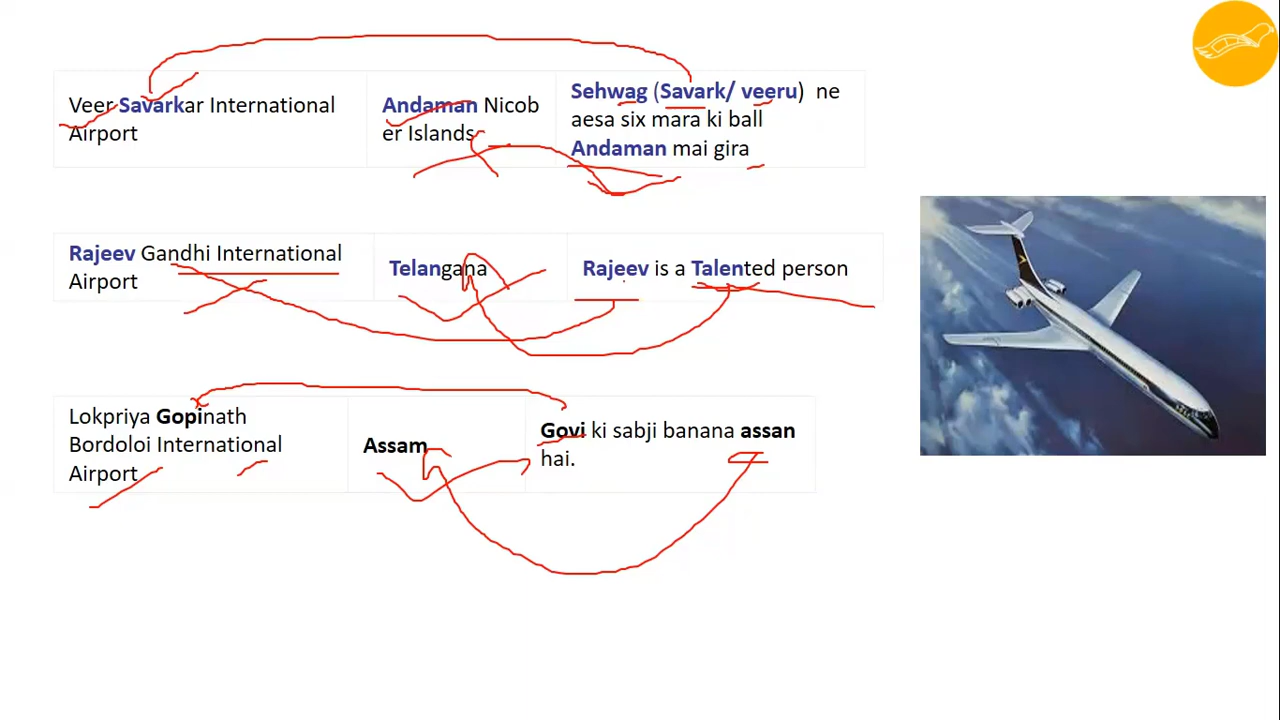 Veer Savarkar International
Airport
Andaman Nicob
er Islands
Sehwag (Savark/ veeru)  ne
aesa six mara ki ball
Andaman mai gira
Rajeev Gandhi International
Airport
Telangana
Rajeev is a Talented person
Lokpriya Gopinath
Bordoloi International
Airport
Assam
Govi ki sabji banana assan
hai.